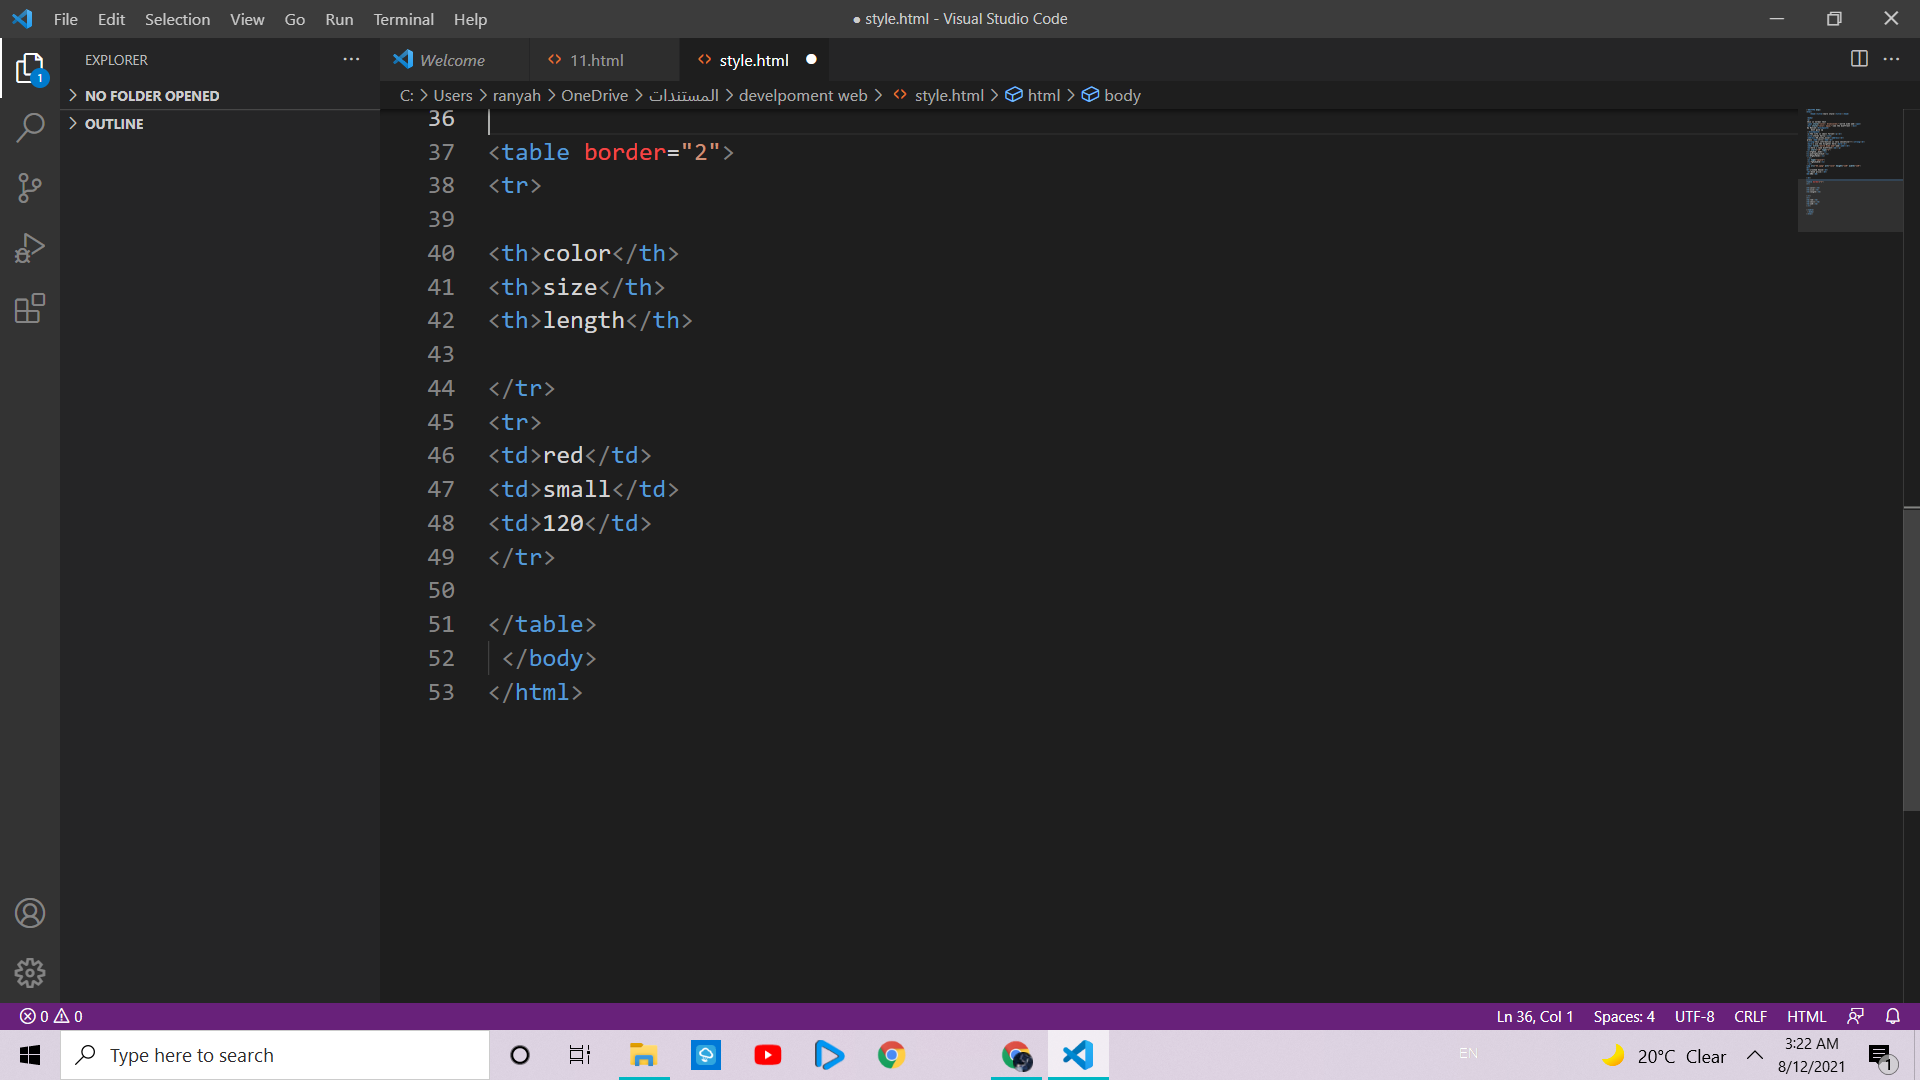 File Edit Selection View Go Run Terminal Help
● style.html - Visual Studio Code
EXPLORER
NO FOLDER OPENED
OUTLINE
1
Welcome
11.html
style.html
C: > Users > ranyah > OneDrive > المستندات > develpoment web > style.html > html > body
36
37 <table border="2">
38 <tr>
39
40 <th>color</th>
41 <th>size</th>
42 <th>length</th>
43
44 </tr>
45 <tr>
46 <td>red</td>
47 <td>small</td>
48 <td>120</td>
49 </tr>
50
51 </table>
52 </body>
53 </html>
0 0
Ln 36, Col 1 Spaces: 4 UTF-8 CRLF HTML
Type here to search
EN
20°C Clear
3:22 AM
8/12/2021
1